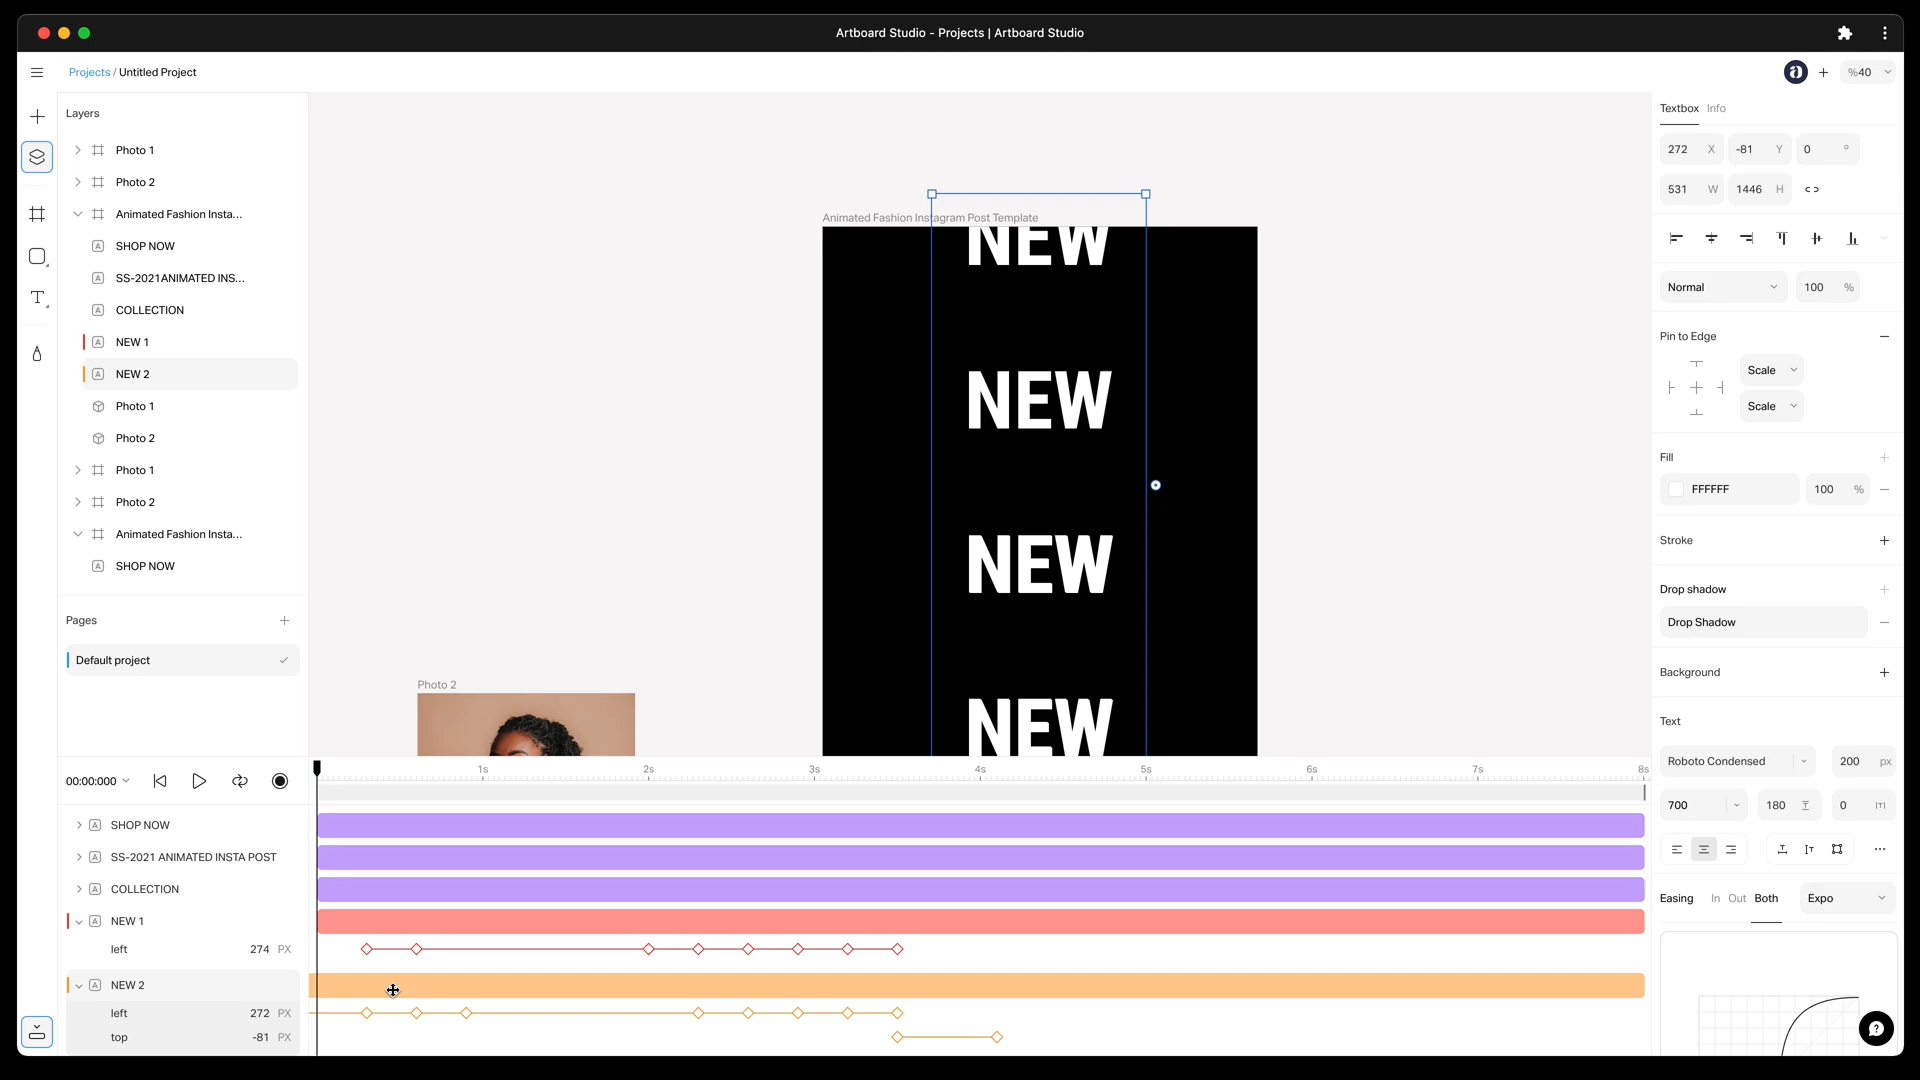 Artboard Studio - Projects | Artboard Studio
Projects / Untitled Project
%40
Layers
Photo 1
Photo 2
Animated Fashion Insta...
SHOP NOW
SS-2021ANIMATED INS...
COLLECTION
NEW 1
NEW 2
Photo 1
Photo 2
Photo 1
Photo 2
Animated Fashion Insta...
SHOP NOW
Pages
Default project
Animated Fashion Instagram Post Template
NEW
NEW
NEW
NEW
Photo 2
Textbox Info
272 X -81 Y 0 °
531 W 1446 H
Normal 100 %
Pin to Edge
Scale
Scale
Fill
FFFFFF 100 %
Stroke
Drop shadow
Drop Shadow
Background
Text
Roboto Condensed 200 px
700 180 0
Easing In Out Both Expo
00:00:000
1s 2s 3s 4s 5s 6s 7s 8s
SHOP NOW
SS-2021 ANIMATED INSTA POST
COLLECTION
NEW 1
left 274 PX
NEW 2
left 272 PX
top -81 PX